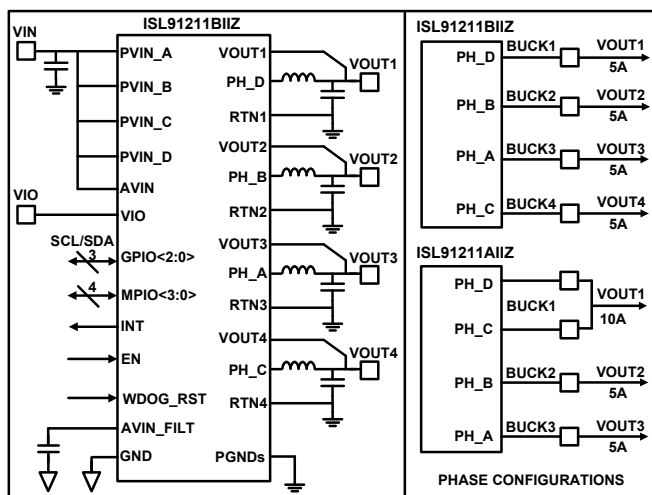 ISL91211BIIZ
VIN
PVIN_A
PVIN_B
PVIN_C
PVIN_D
AVIN
VIO
VIO
SCL/SDA
3
GPIO<2:0>
4
MPIO<3:0>
INT
EN
WDOG_RST
AVIN_FILT
GND
VOUT1
PH_D
VOUT1
RTN1
VOUT2
PH_B
VOUT2
RTN2
VOUT3
PH_A
VOUT3
RTN3
VOUT4
PH_C
VOUT4
RTN4
PGNDs
ISL91211BIIZ
PH_D BUCK1 VOUT1
5A
PH_B BUCK2 VOUT2
5A
PH_A BUCK3 VOUT3
5A
PH_C BUCK4 VOUT4
5A
ISL91211AIIZ
PH_D
BUCK1 VOUT1
10A
PH_C
PH_B BUCK2 VOUT2
5A
PH_A BUCK3 VOUT3
5A
PHASE CONFIGURATIONS